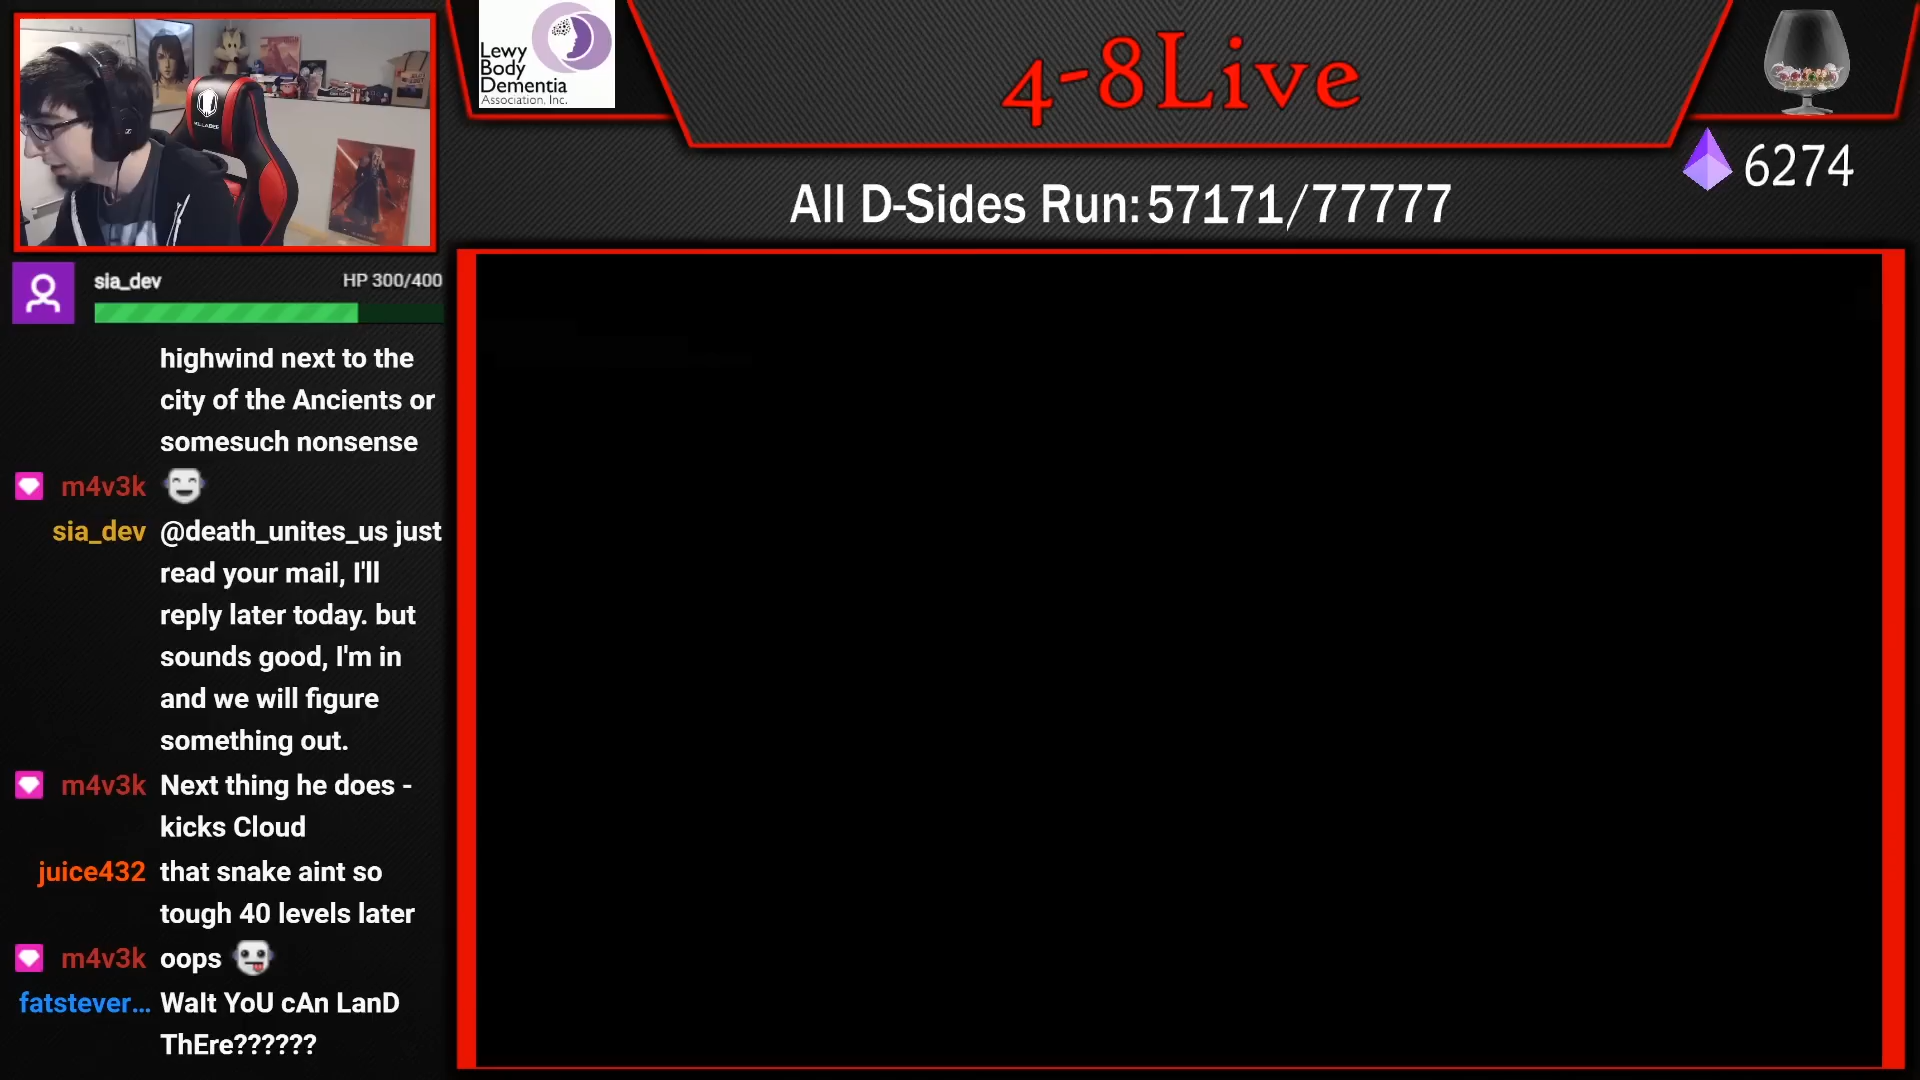 Lewy
Body
Dementia
Association, Inc.
4-8Live
6274
All D-Sides Run: 57171/77777
sia_dev HP 300/400
highwind next to the
city of the Ancients or
somesuch nonsense
m4v3k
sia_dev @death_unites_us just
read your mail, I'll
reply later today. but
sounds good, I'm in
and we will figure
something out.
m4v3k Next thing he does -
kicks Cloud
juice432 that snake aint so
tough 40 levels later
m4v3k oops
fatstever... WaIt YoU cAn LanD
ThEre??????